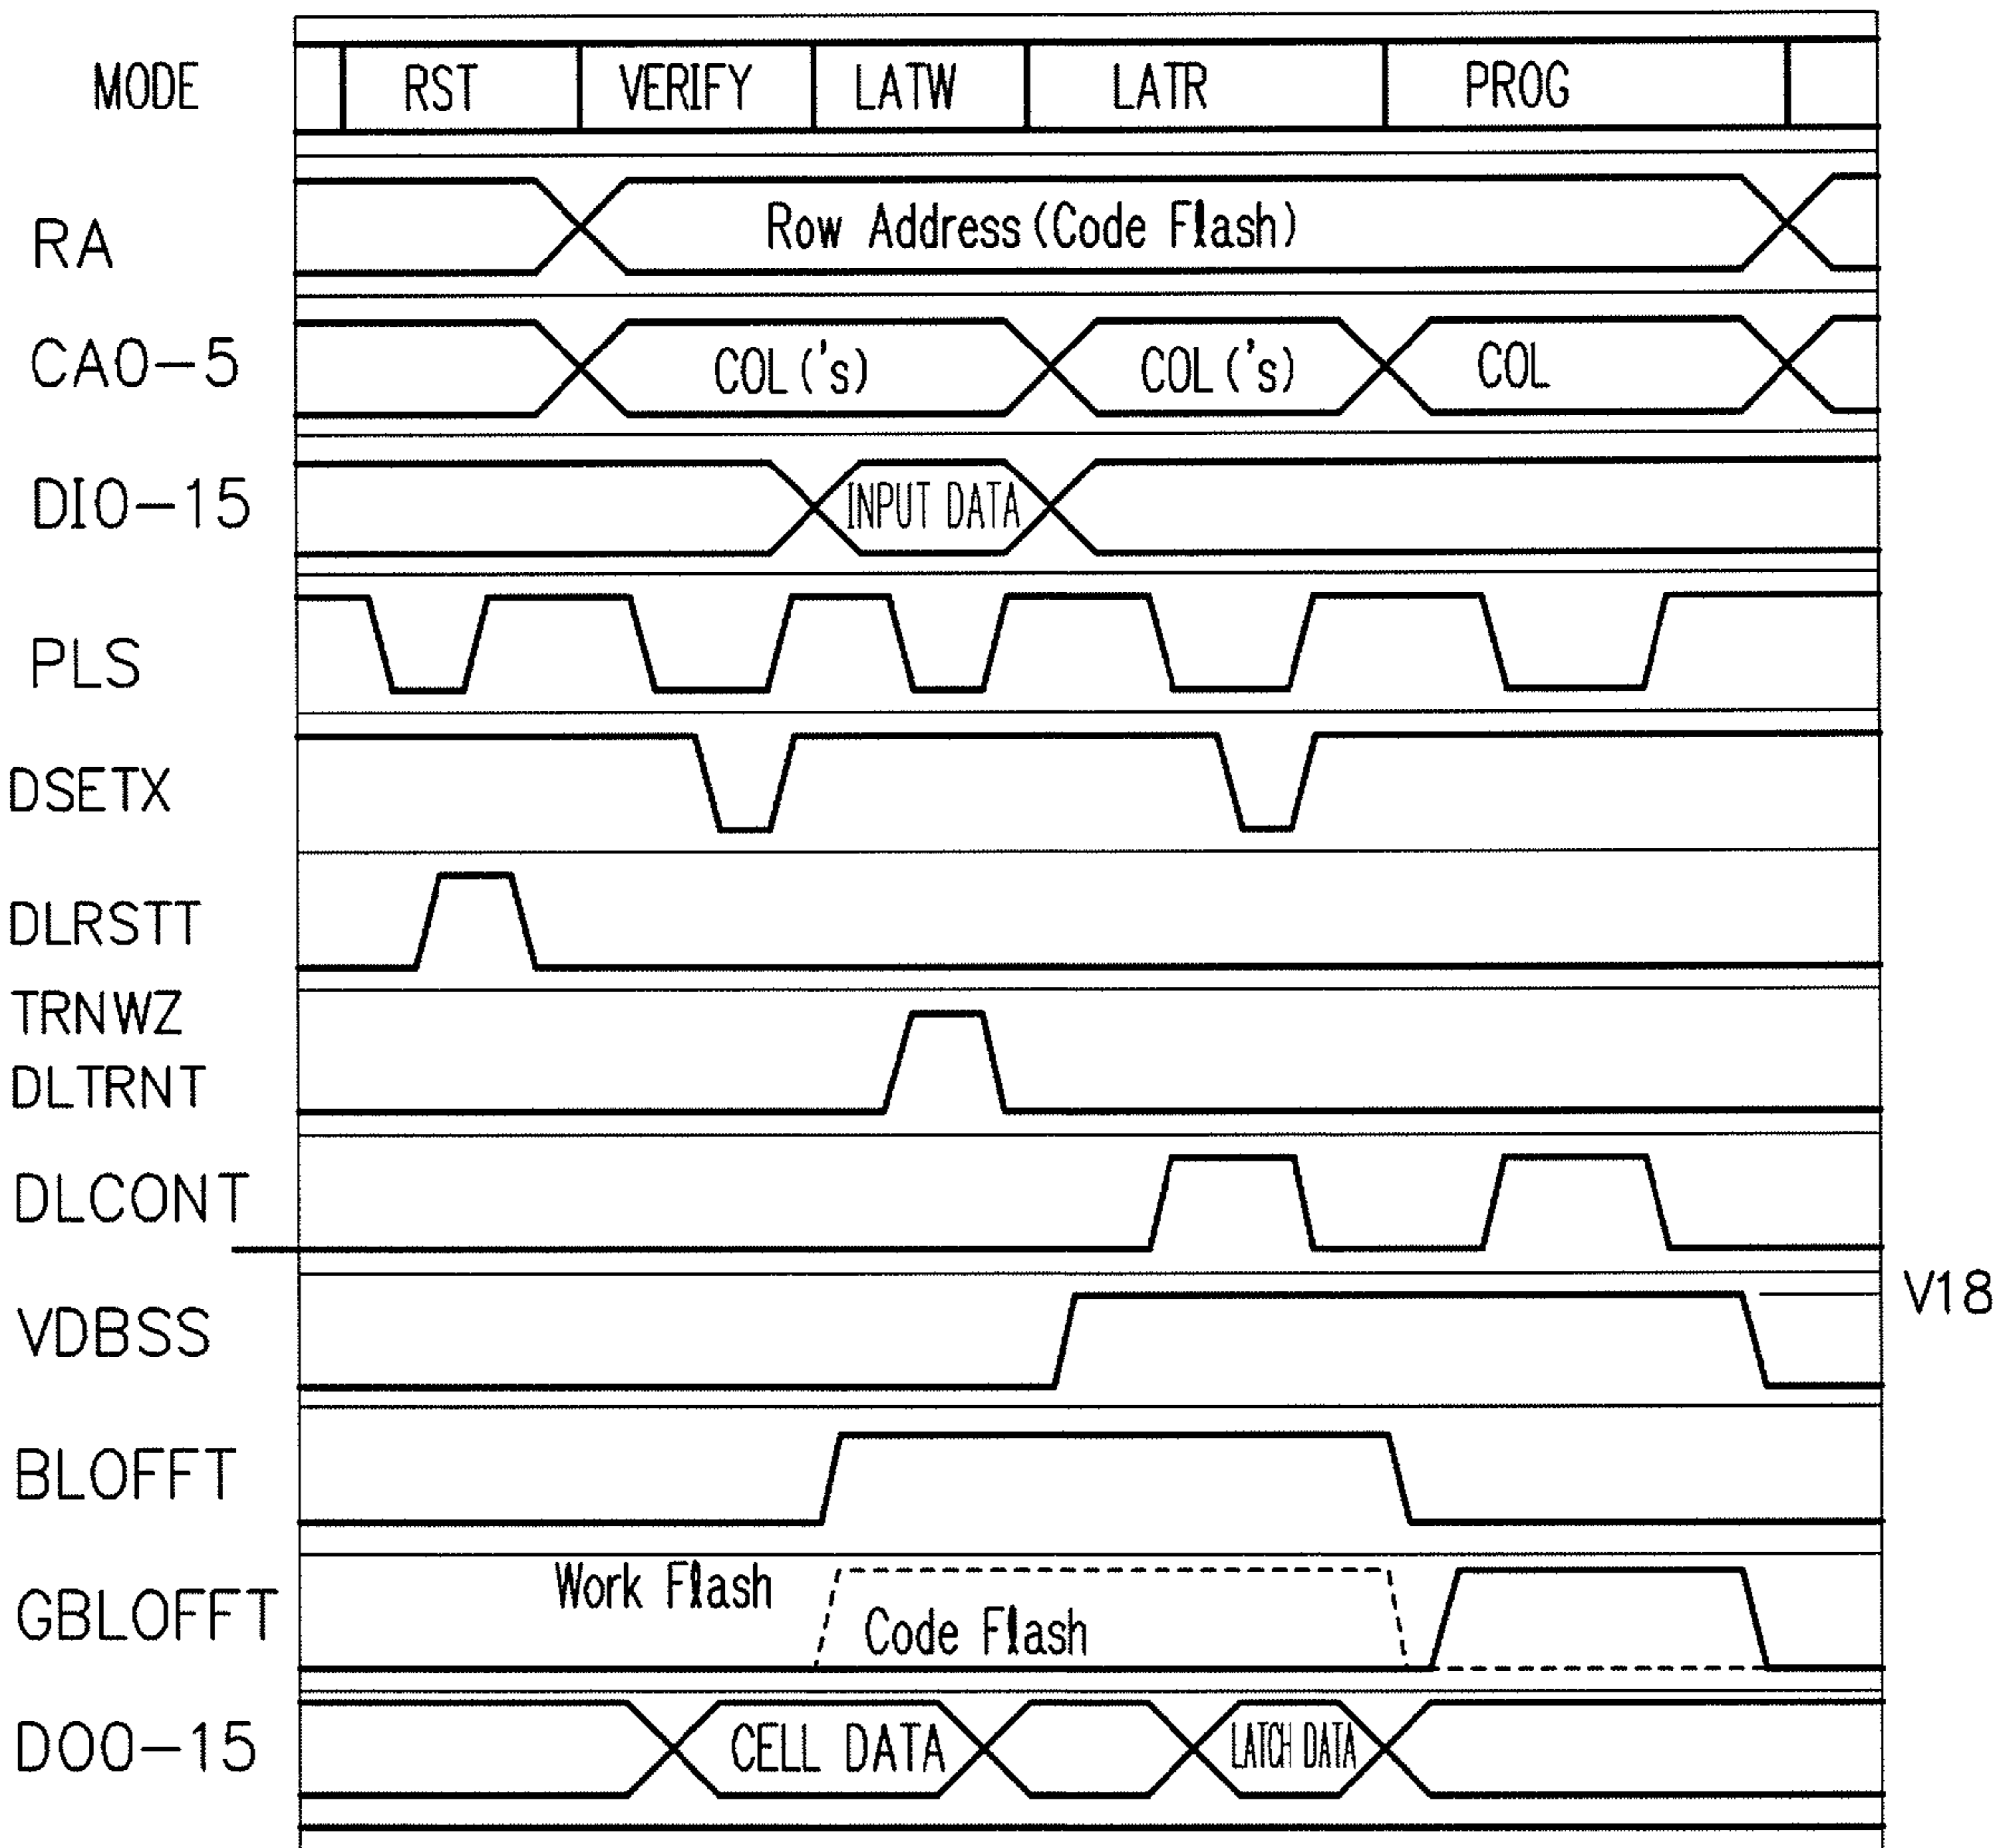 MODE RST VERIFY LATW LATR PROG
RA Row Address (Code Flash)
CA0-5 COL('s) COL('s) COL
DI0-15 INPUT DATA
PLS
DSETX
DLRSTT
TRNWZ
DLTRNT
DLCONT
V18
VDBSS
BLOFFT
Work Flash
GBLOFFT Code Flash
DO0-15 CELL DATA LATCH DATA